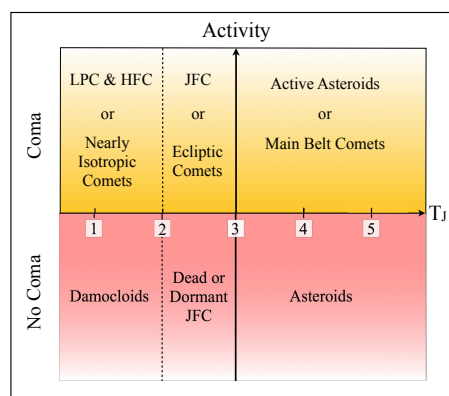 Activity
LPC & HFC
or
Nearly
Isotropic
Comets
JFC
or
Ecliptic
Comets
Active Asteroids
or
Main Belt Comets
Coma
1
2
3
4
5
T_J
No Coma
Damocloids
Dead or
Dormant
JFC
Asteroids